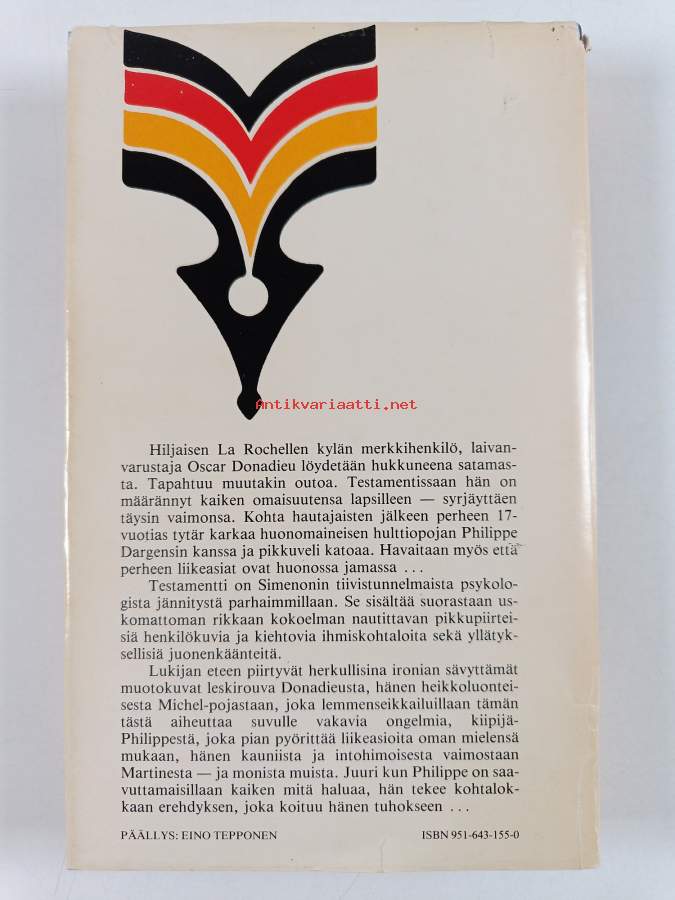 Antikvariaatti.net
Hiljaisen La Rochellen kylän merkkihenkilö, laivan-
varustaja Oscar Donadieu löydetään hukkuneena satamas-
ta. Tapahtuu muutakin outoa. Testamentissaan hän on
määrännyt kaiken omaisuutensa lapsilleen — syrjäyttäen
täysin vaimonsa. Kohta hautajaisten jälkeen perheen 17-
vuotias tytär karkaa huonomaineisen hulttiopojan Philippe
Dargensin kanssa ja pikkuveli katoaa. Havaitaan myös että
perheen liikeasiat ovat huonossa jamassa ...
Testamentti on Simenonin tiivistunnelmaista psykolo-
gista jännitystä parhaimmillaan. Se sisältää suorastaan us-
komattoman rikkaan kokoelman nautittavan pikkupiirtei-
siä henkilökuvia ja kiehtovia ihmiskohtaloita sekä yllätyk-
sellisiä juonenkäänteitä.
Lukijan eteen piirtyvät herkullisina ironian sävyttämät
muotokuvat leskirouva Donadieusta, hänen heikkoluontei-
sesta Michel-pojastaan, joka lemmenseikkailuillaan tämän
tästä aiheuttaa suvulle vakavia ongelmia, kiipijä-
Philippestä, joka pian pyörittää liikeasioita oman mielensä
mukaan, hänen kauniista ja intohimoisesta vaimostaan
Martinesta — ja monista muista. Juuri kun Philippe on saa-
vuttamaisillaan kaiken mitä haluaa, hän tekee kohtalok-
kaan erehdyksen, joka koituu hänen tuhokseen ...
PÄÄLLYS: EINO TEPPONEN
ISBN 951-643-155-0